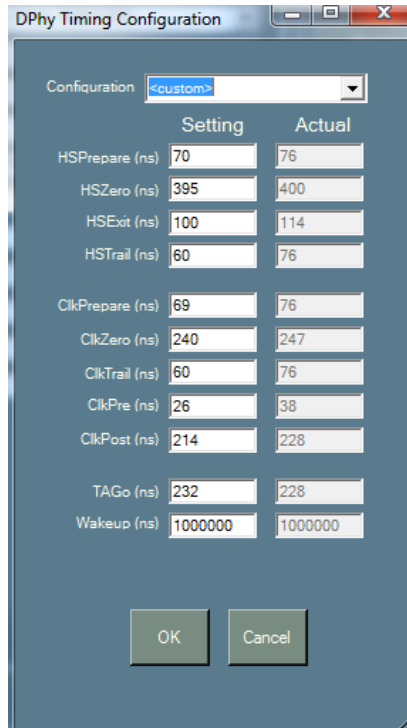 DPhy Timing Configuration
Configuration <custom>
Setting Actual
HSPrepare (ns) 70 76
HSZero (ns) 395 400
HSExit (ns) 100 114
HSTrail (ns) 60 76
ClkPrepare (ns) 69 76
ClkZero (ns) 240 247
ClkTrail (ns) 60 76
ClkPre (ns) 26 38
ClkPost (ns) 214 228
TAGo (ns) 232 228
Wakeup (ns) 1000000 1000000
OK Cancel